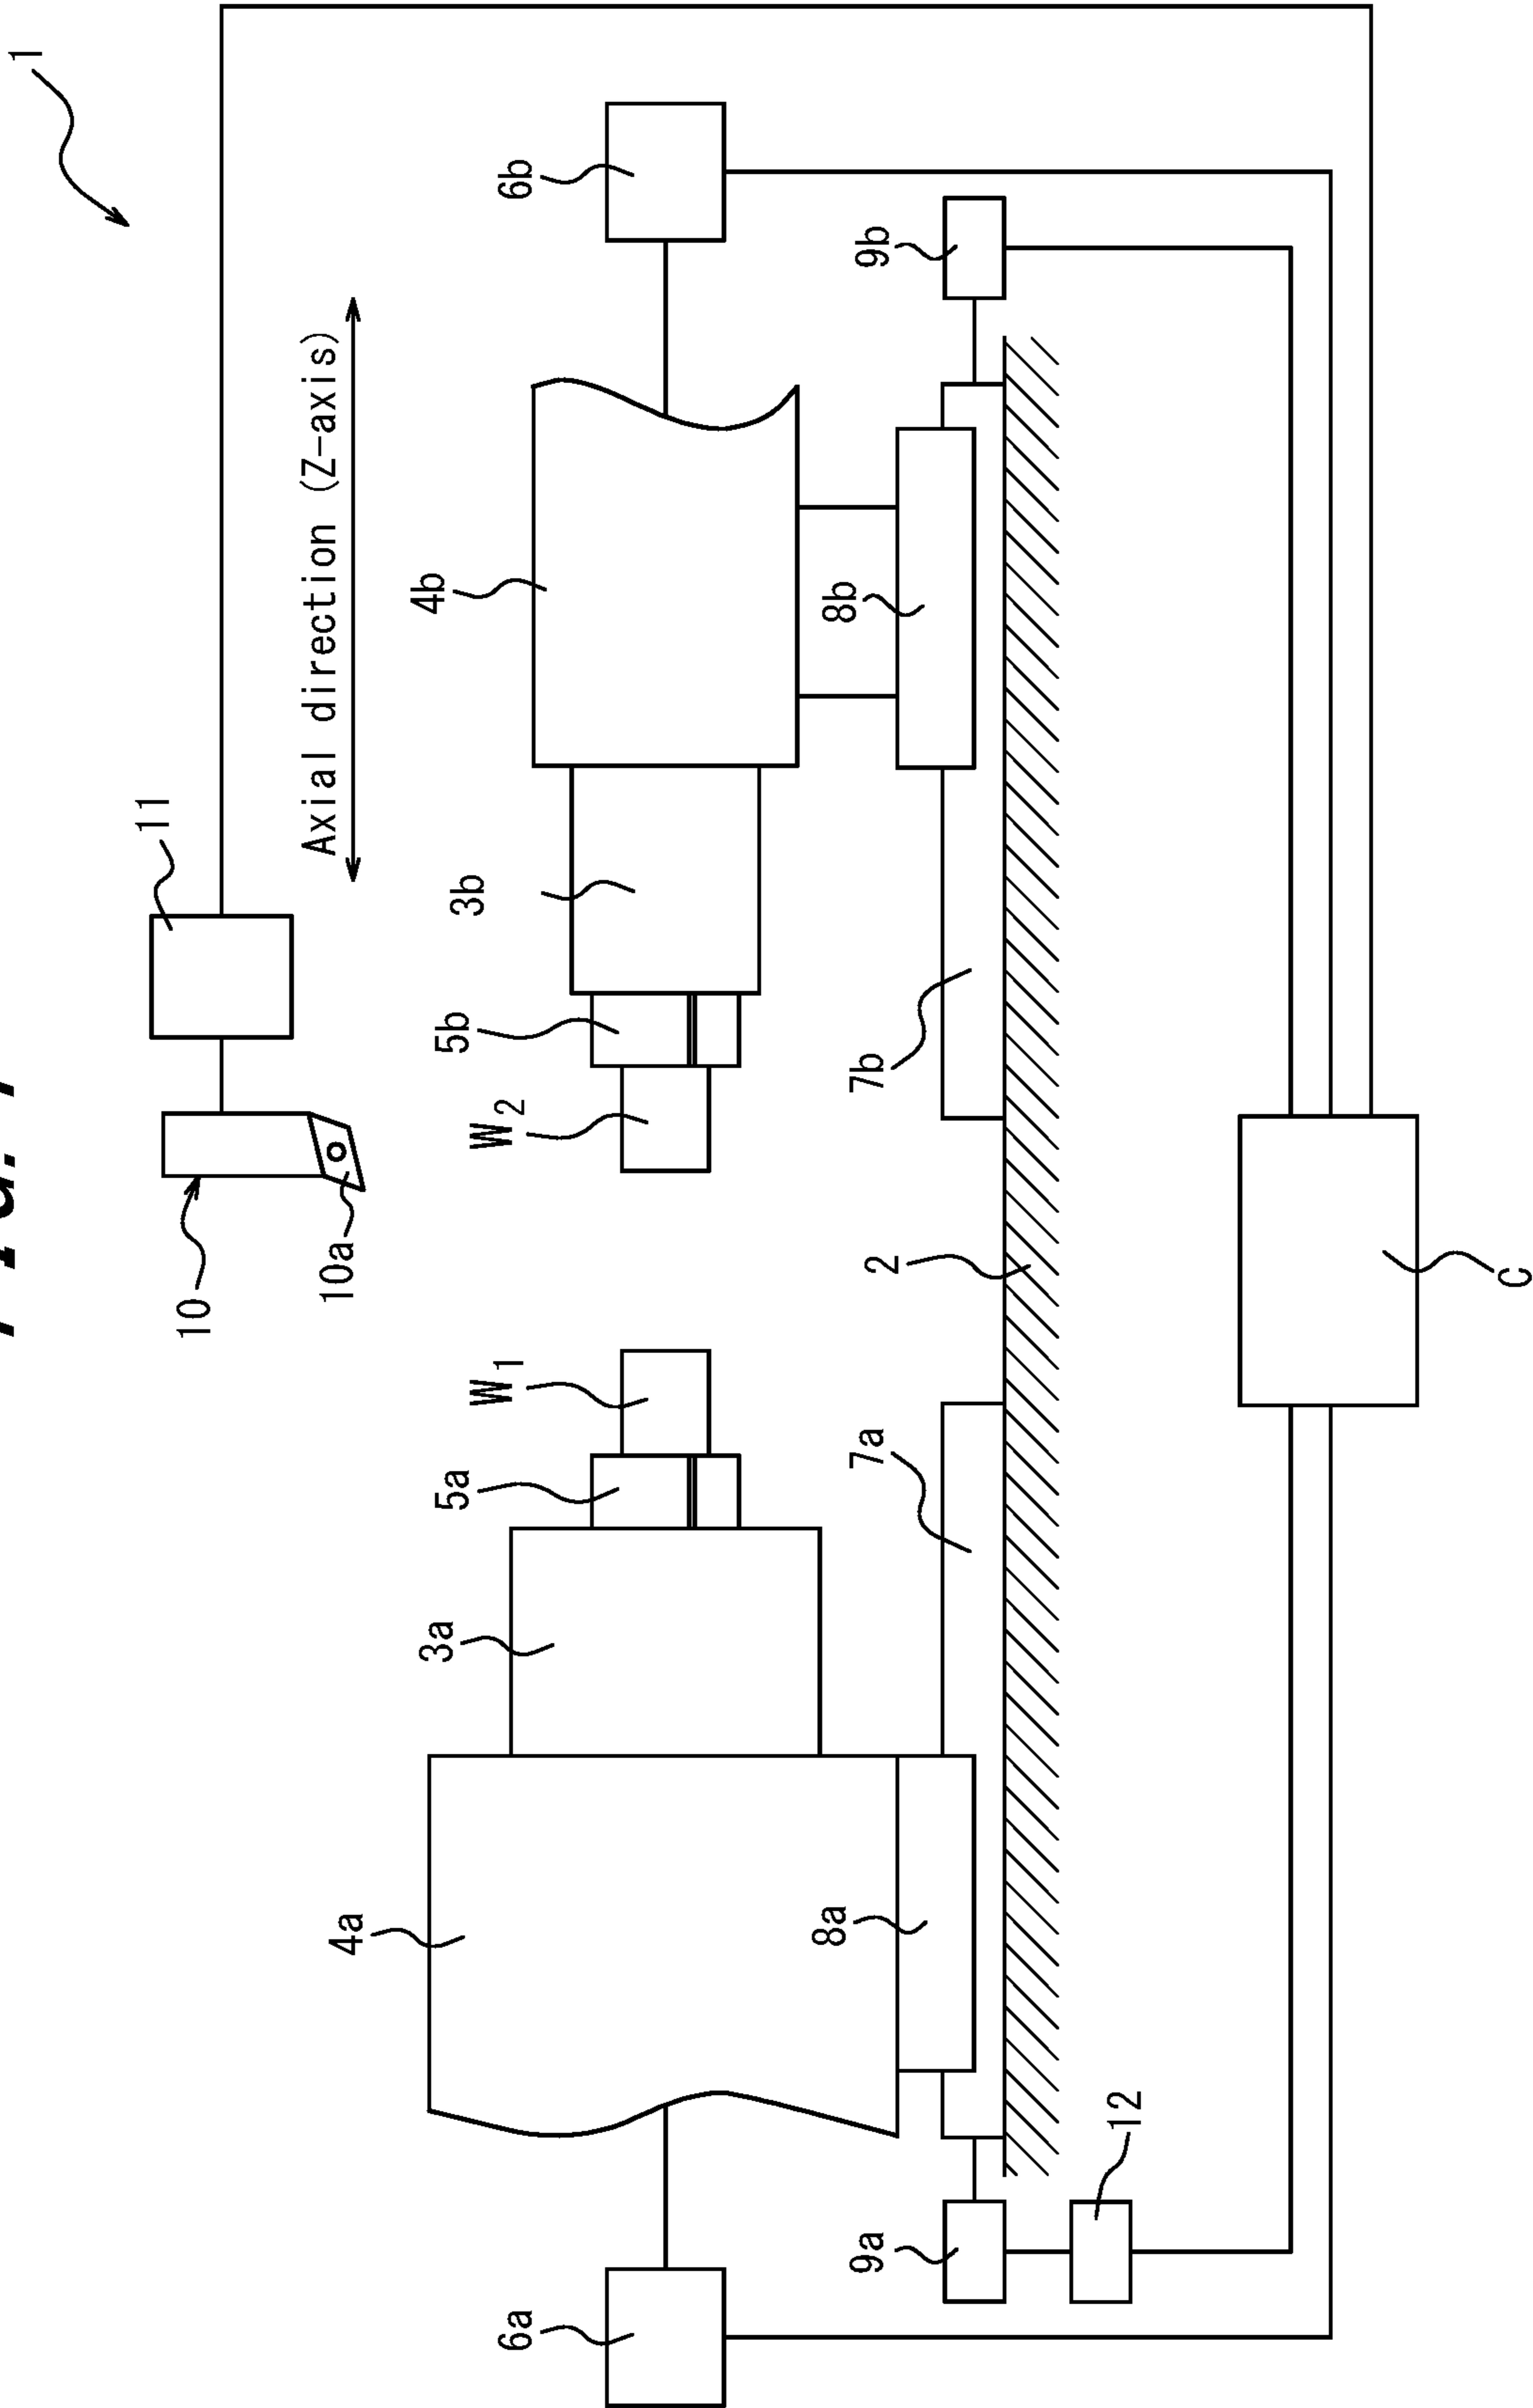 1
11
10
Axial direction (Z-axis)
10a
4a
4b
3a
5a
5b
3b
W1
W2
6a
6b
8a
8b
7a
7b
9a
2
9b
12
C